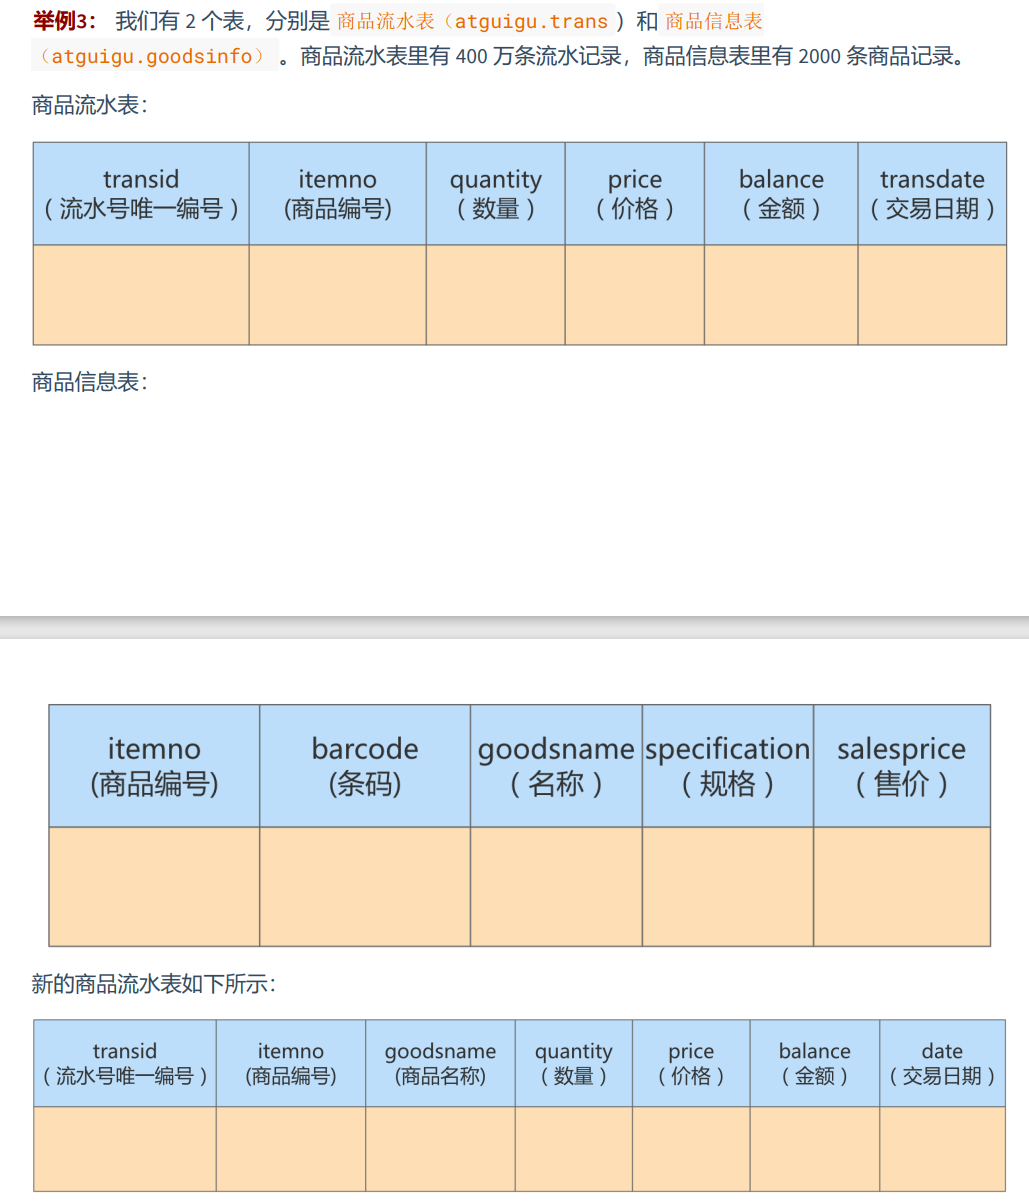 举例3： 我们有 2 个表，分别是 商品流水表（atguigu.trans ）和 商品信息表
（atguigu.goodsinfo） 。商品流水表里有 400 万条流水记录，商品信息表里有 2000 条商品记录。
商品流水表：
transid itemno quantity price balance transdate
（流水号唯一编号） (商品编号) （数量） （价格） （金额） （交易日期）
商品信息表：
itemno barcode goodsname specification salesprice
(商品编号) (条码) （名称） （规格） （售价）
新的商品流水表如下所示：
transid itemno goodsname quantity price balance date
（流水号唯一编号） (商品编号) (商品名称) （数量） （价格） （金额） （交易日期）